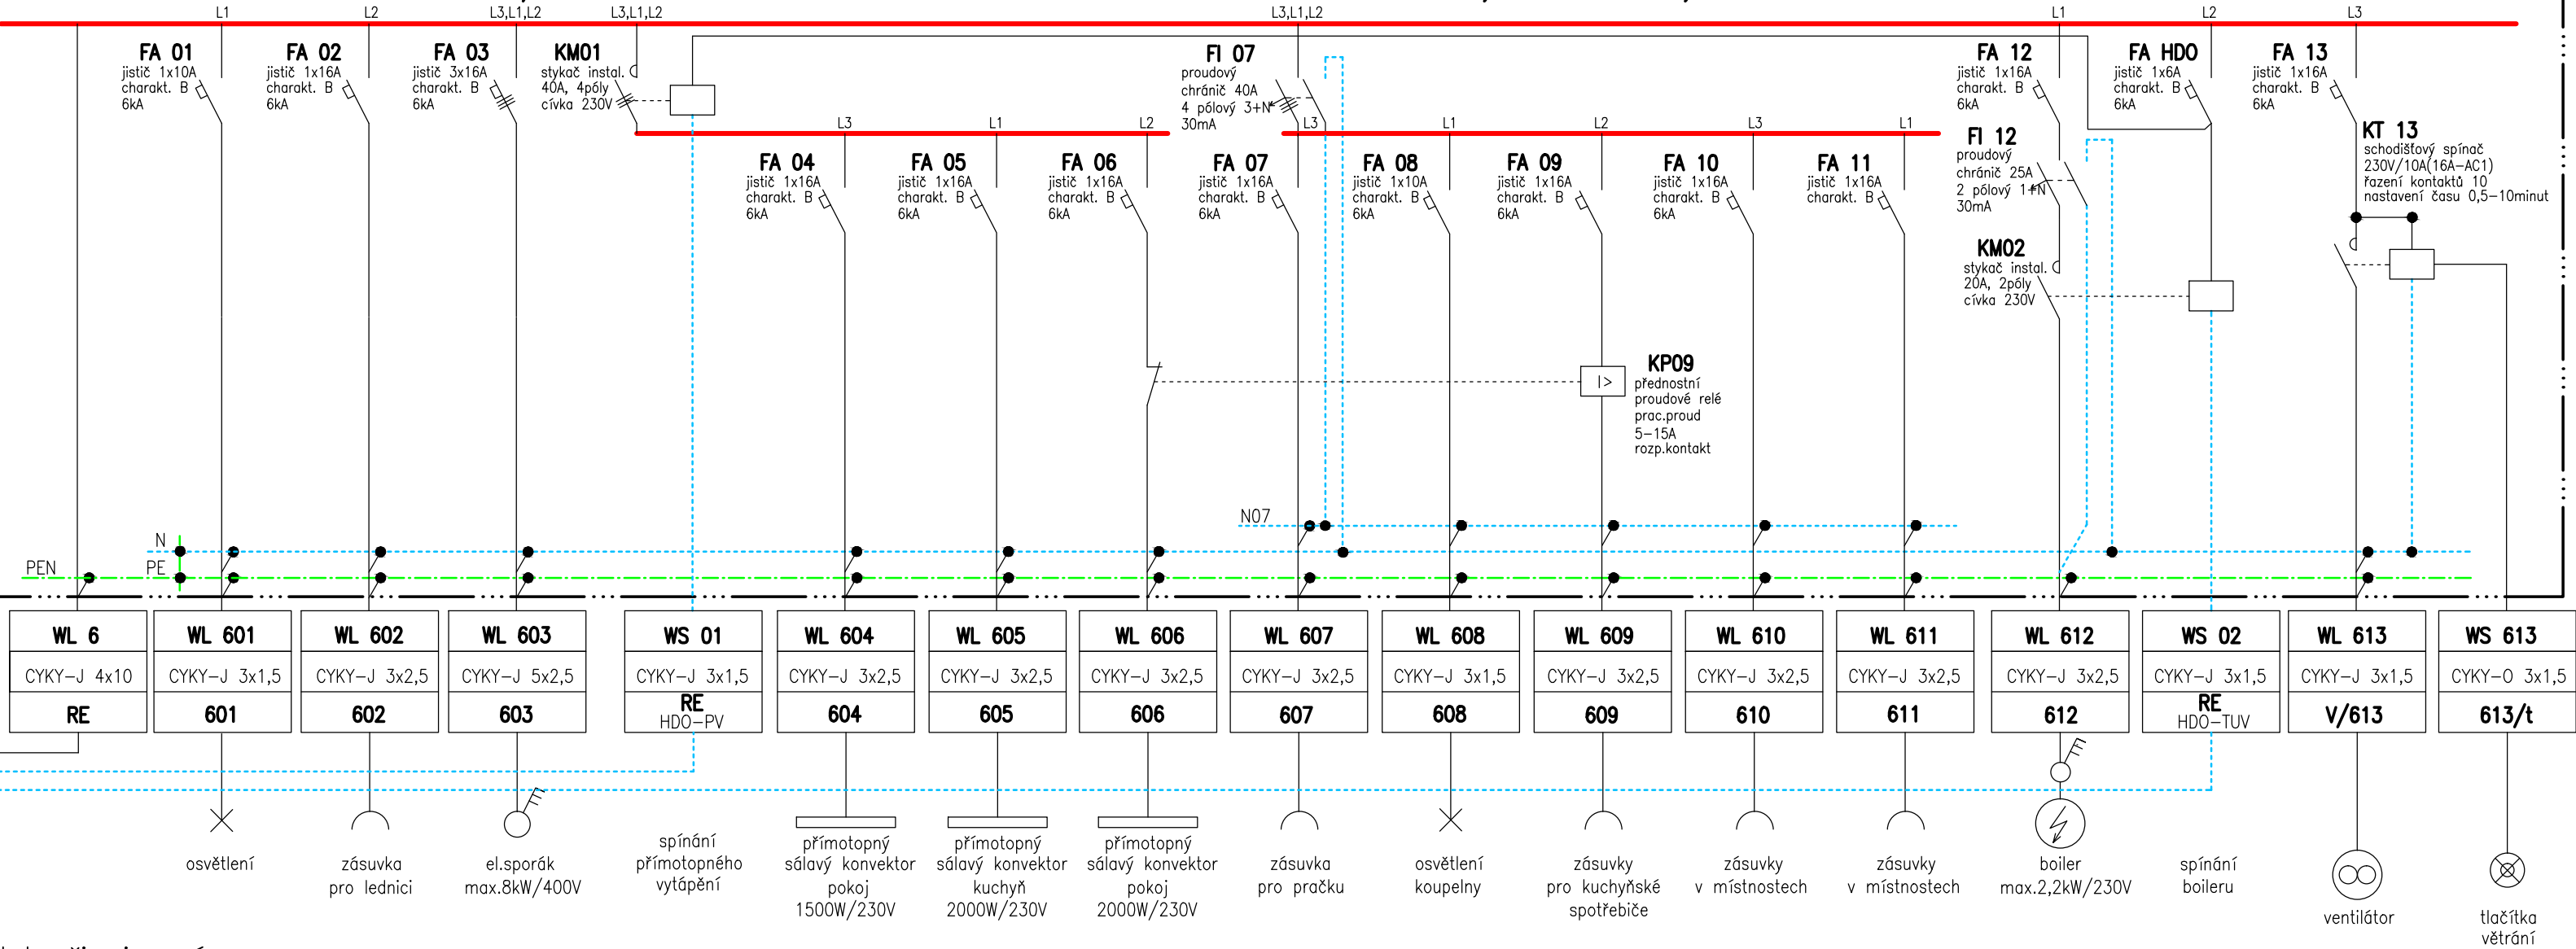 L1
L2
L3,L1,L2
L3,L1,L2
L3,L1,L2
L1
L2
L3
FA 01
jistič 1x10A
charakt. B
6kA
FA 02
jistič 1x16A
charakt. B
6kA
FA 03
jistič 3x16A
charakt. B
6kA
KM01
stykač instal.
40A, 4póly
cívka 230V
FI 07
proudový
chránič 40A
4 pólový 3+N
30mA
FA 12
jistič 1x16A
charakt. B
6kA
FA HDO
jistič 1x6A
charakt. B
6kA
FA 13
jistič 1x16A
charakt. B
6kA
FI 12
proudový
chránič 25A
2 pólový 1+N
30mA
KT 13
schodišťový spínač
230V/10A(16A-AC1)
řazení kontaktů 10
nastavení času 0,5-10minut
L3
L1
L2
L3
L1
L2
L3
L1
FA 04
jistič 1x16A
charakt. B
6kA
FA 05
jistič 1x16A
charakt. B
6kA
FA 06
jistič 1x16A
charakt. B
6kA
FA 07
jistič 1x16A
charakt. B
6kA
FA 08
jistič 1x10A
charakt. B
6kA
FA 09
jistič 1x16A
charakt. B
6kA
FA 10
jistič 1x16A
charakt. B
6kA
FA 11
jistič 1x16A
charakt. B
6kA
KM02
stykač instal.
20A, 2póly
cívka 230V
I>
KP09
přednostní
proudové relé
prac.proud
5-15A
rozp.kontakt
N07
N
PEN
PE
WL 6
CYKY-J 4x10
RE
WL 601
CYKY-J 3x1,5
601
WL 602
CYKY-J 3x2,5
602
WL 603
CYKY-J 5x2,5
603
WS 01
CYKY-J 3x1,5
RE
HDO-PV
WL 604
CYKY-J 3x2,5
604
WL 605
CYKY-J 3x2,5
605
WL 606
CYKY-J 3x2,5
606
WL 607
CYKY-J 3x2,5
607
WL 608
CYKY-J 3x1,5
608
WL 609
CYKY-J 3x2,5
609
WL 610
CYKY-J 3x2,5
610
WL 611
CYKY-J 3x2,5
611
WL 612
CYKY-J 3x2,5
612
WS 02
CYKY-J 3x1,5
RE
HDO-TUV
WL 613
CYKY-J 3x1,5
V/613
WS 613
CYKY-O 3x1,5
613/t
osvětlení
zásuvka
pro lednici
el.sporák
max.8kW/400V
spínání
přímotopného
vytápění
přímotopný
sálavý konvektor
pokoj
1500W/230V
přímotopný
sálavý konvektor
kuchyň
2000W/230V
přímotopný
sálavý konvektor
pokoj
2000W/230V
zásuvka
pro pračku
osvětlení
koupelny
zásuvky
pro kuchyňské
spotřebiče
zásuvky
v místnostech
zásuvky
v místnostech
boiler
max.2,2kW/230V
spínání
boileru
ventilátor
tlačítka
větrání